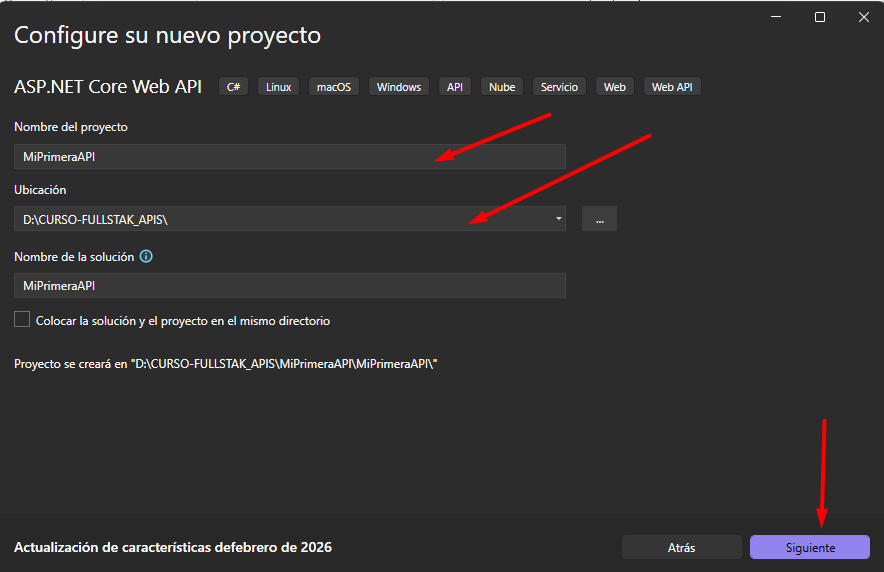 Configure su nuevo proyecto
ASP.NET Core Web API C# Linux macOS Windows API Nube Servicio Web Web API
Nombre del proyecto
MiPrimeraAPI
Ubicación
D:\CURSO-FULLSTAK_APIS\ ...
Nombre de la solución
MiPrimeraAPI
Colocar la solución y el proyecto en el mismo directorio
Proyecto se creará en "D:\CURSO-FULLSTAK_APIS\MiPrimeraAPI\MiPrimeraAPI\"
Actualización de características defebrero de 2026 Atrás Siguiente